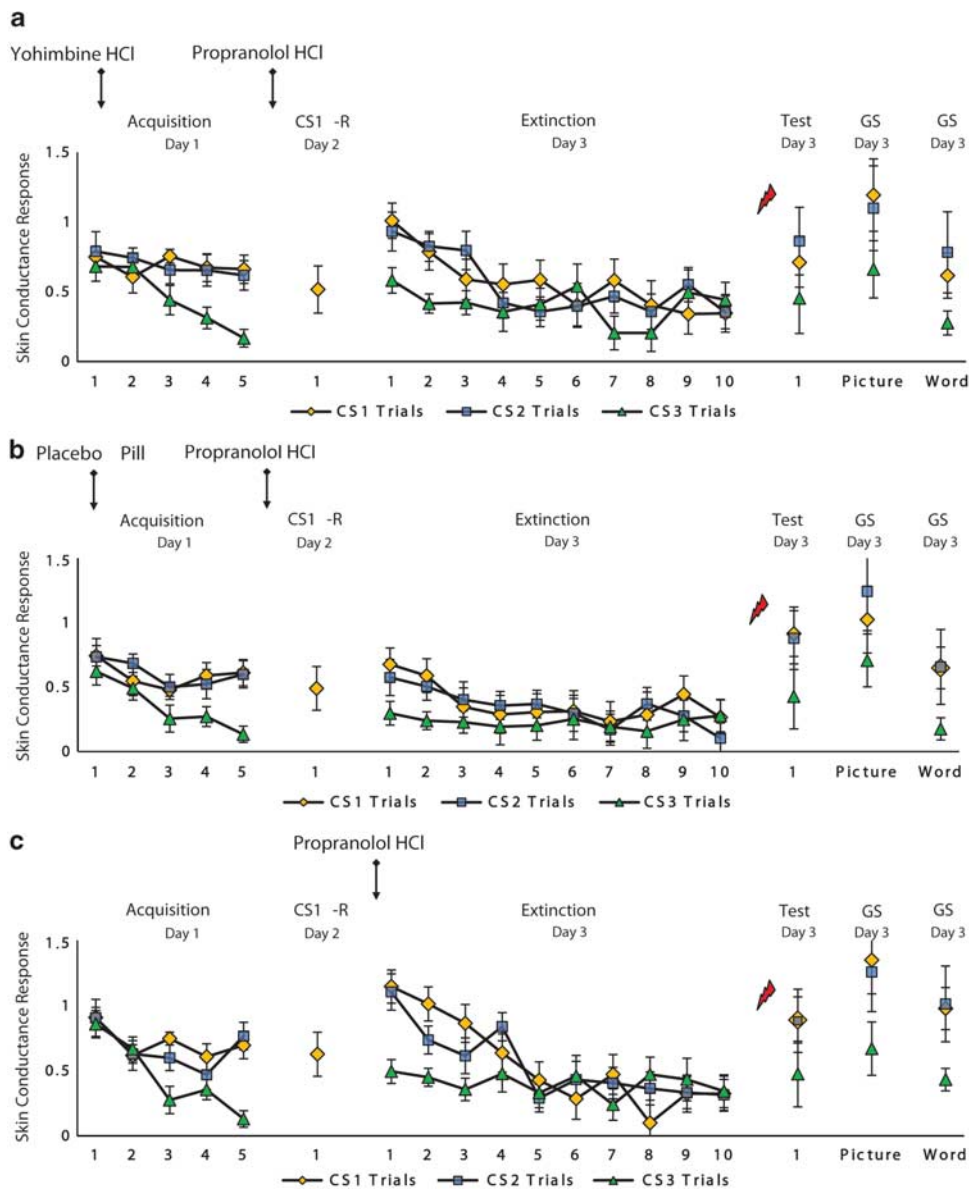 a
Yohimbine HCl Propranolol HCl
Acquisition CS1 -R Extinction Test GS GS
Day 1 Day 2 Day 3 Day 3 Day 3 Day 3
Skin Conductance Response
1.5
1
0.5
0
1 2 3 4 5 1 1 2 3 4 5 6 7 8 9 10 1 Picture Word
CS1 Trials CS2 Trials CS3 Trials
b
Placebo Pill Propranolol HCl
Acquisition CS1 -R Extinction Test GS GS
Day 1 Day 2 Day 3 Day 3 Day 3 Day 3
Skin Conductance Response
1.5
1
0.5
0
1 2 3 4 5 1 1 2 3 4 5 6 7 8 9 10 1 Picture Word
CS1 Trials CS2 Trials CS3 Trials
c
Propranolol HCl
Acquisition CS1 -R Extinction Test GS GS
Day 1 Day 2 Day 3 Day 3 Day 3 Day 3
Skin Conductance Response
1.5
1
0.5
0
1 2 3 4 5 1 1 2 3 4 5 6 7 8 9 10 1 Picture Word
CS1 Trials CS2 Trials CS3 Trials